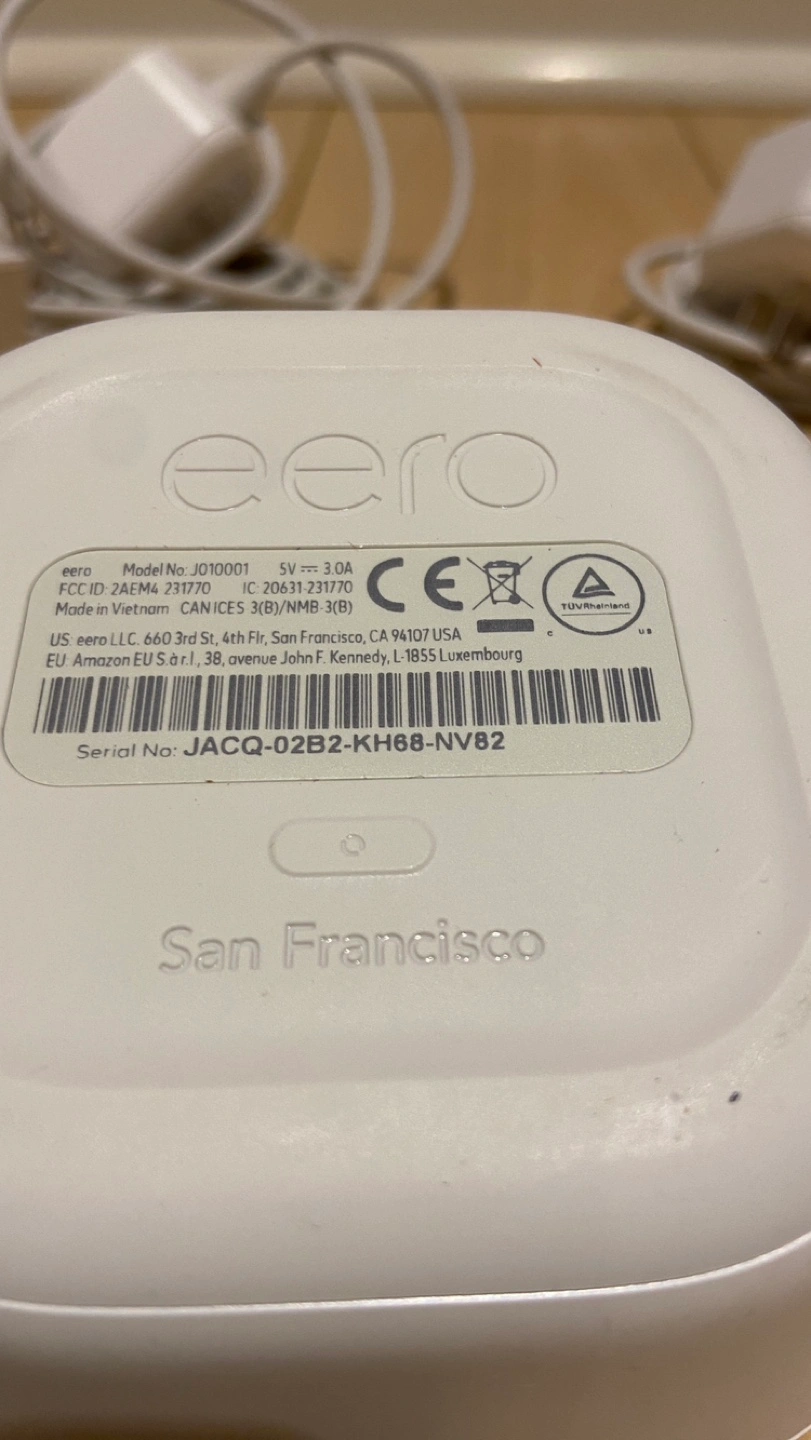 eero
eero Model No: J010001 5V ⎓ 3.0A
FCC ID: 2AEM4 231770 IC: 20631-231770
Made in Vietnam CAN ICES 3(B)/NMB-3(B)
CE
TÜVRheinland
c us
US: eero LLC. 660 3rd St, 4th Flr, San Francisco, CA 94107 USA
EU: Amazon EU S.à r.l., 38, avenue John F. Kennedy, L-1855 Luxembourg
Serial No: JACQ-02B2-KH68-NV82
San Francisco